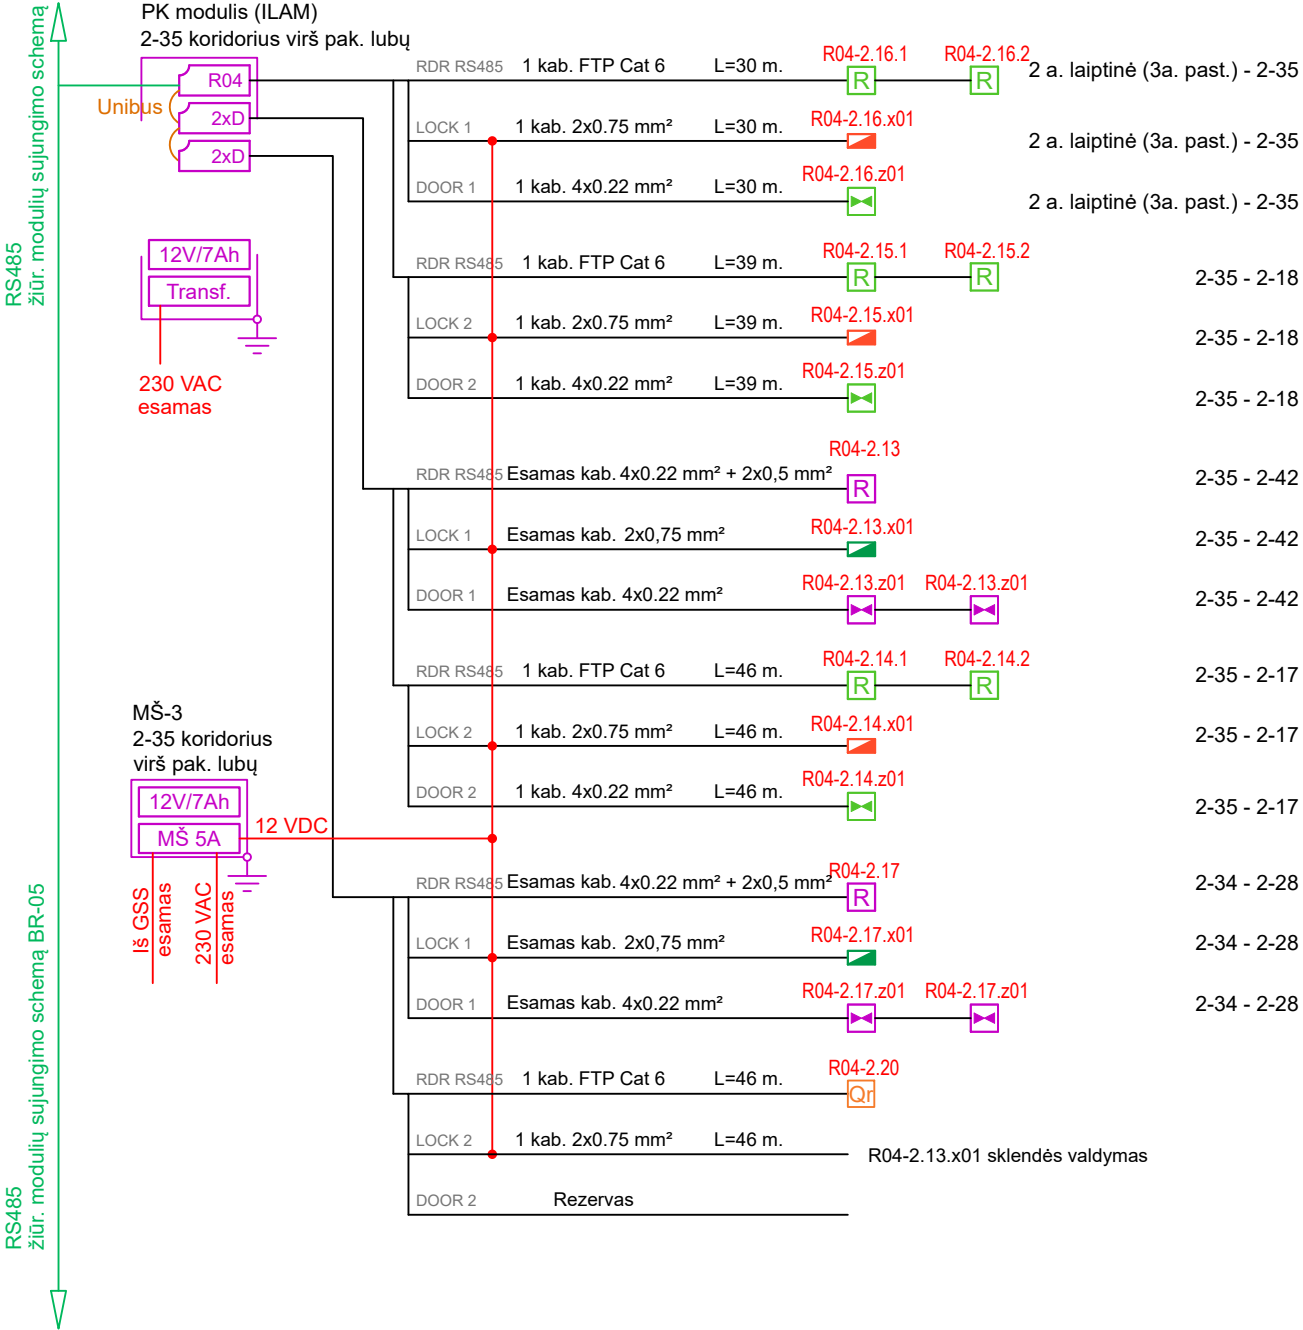 PK modulis (ILAM)
2-35 koridorius virš pak. lubų
R04
2xD
2xD
Unibus
12V/7Ah
Transf.
230 VAC
esamas
RS485
žiūr. modulių sujungimo schemą
RDR RS485 1 kab. FTP Cat 6 L=30 m. R04-2.16.1 R R04-2.16.2 R 2 a. laiptinė (3a. past.) - 2-35
LOCK 1 1 kab. 2x0.75 mm² L=30 m. R04-2.16.x01 2 a. laiptinė (3a. past.) - 2-35
DOOR 1 1 kab. 4x0.22 mm² L=30 m. R04-2.16.z01 2 a. laiptinė (3a. past.) - 2-35
RDR RS485 1 kab. FTP Cat 6 L=39 m. R04-2.15.1 R R04-2.15.2 R 2-35 - 2-18
LOCK 2 1 kab. 2x0.75 mm² L=39 m. R04-2.15.x01 2-35 - 2-18
DOOR 2 1 kab. 4x0.22 mm² L=39 m. R04-2.15.z01 2-35 - 2-18
RDR RS485 Esamas kab. 4x0.22 mm² + 2x0,5 mm² R04-2.13 R 2-35 - 2-42
LOCK 1 Esamas kab. 2x0,75 mm² R04-2.13.x01 2-35 - 2-42
DOOR 1 Esamas kab. 4x0.22 mm² R04-2.13.z01 R04-2.13.z01 2-35 - 2-42
RDR RS485 1 kab. FTP Cat 6 L=46 m. R04-2.14.1 R R04-2.14.2 R 2-35 - 2-17
LOCK 2 1 kab. 2x0.75 mm² L=46 m. R04-2.14.x01 2-35 - 2-17
DOOR 2 1 kab. 4x0.22 mm² L=46 m. R04-2.14.z01 2-35 - 2-17
MŠ-3
2-35 koridorius
virš pak. lubų
12V/7Ah
MŠ 5A
12 VDC
Iš GSS
esamas
230 VAC
esamas
RDR RS485 Esamas kab. 4x0.22 mm² + 2x0,5 mm² R04-2.17 R 2-34 - 2-28
LOCK 1 Esamas kab. 2x0,75 mm² R04-2.17.x01 2-34 - 2-28
DOOR 1 Esamas kab. 4x0.22 mm² R04-2.17.z01 R04-2.17.z01 2-34 - 2-28
RDR RS485 1 kab. FTP Cat 6 L=46 m. R04-2.20 Qr
LOCK 2 1 kab. 2x0.75 mm² L=46 m. R04-2.13.x01 sklendės valdymas
DOOR 2 Rezervas
RS485
žiūr. modulių sujungimo schemą BR-05